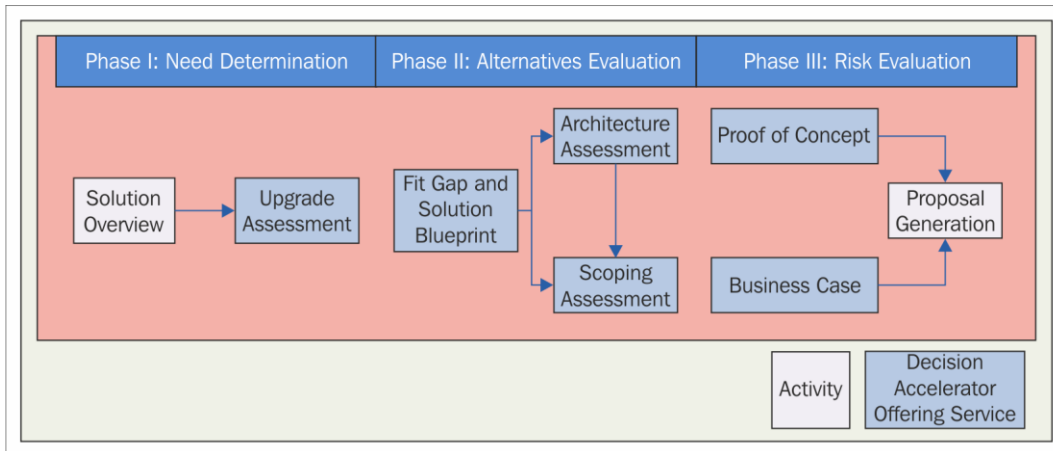 Phase I: Need Determination
Phase II: Alternatives Evaluation
Phase III: Risk Evaluation
Solution
Overview
Upgrade
Assessment
Fit Gap and
Solution
Blueprint
Architecture
Assessment
Scoping
Assessment
Proof of Concept
Business Case
Proposal
Generation
Activity
Decision
Accelerator
Offering Service